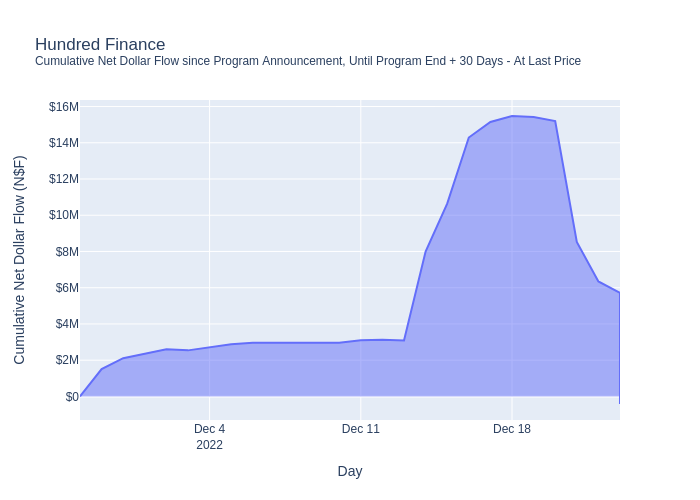 Hundred Finance
Cumulative Net Dollar Flow since Program Announcement, Until Program End + 30 Days - At Last Price
Cumulative Net Dollar Flow (N$F)
$16M
$14M
$12M
$10M
$8M
$6M
$4M
$2M
$0
Dec 4
2022
Dec 11
Dec 18
Day